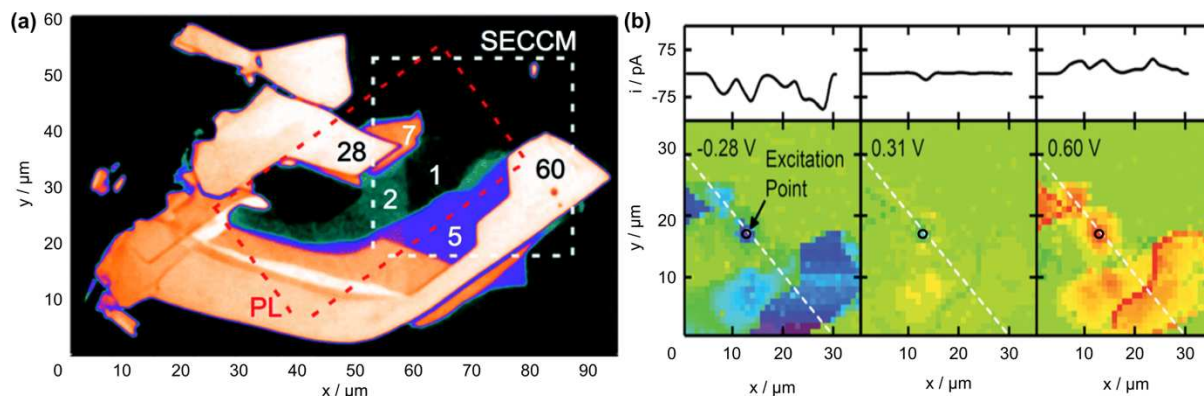 (a)
60
50
40
30
20
10
0
y / µm
SECCM
7
28
1
60
2
5
PL
0 10 20 30 40 50 60 70 80 90
x / µm
(b)
75
-75
i / pA
-0.28 V 0.31 V 0.60 V
Excitation
Point
30
20
10
y / µm
0 10 20 30 10 20 30 10 20 30
x / µm x / µm x / µm